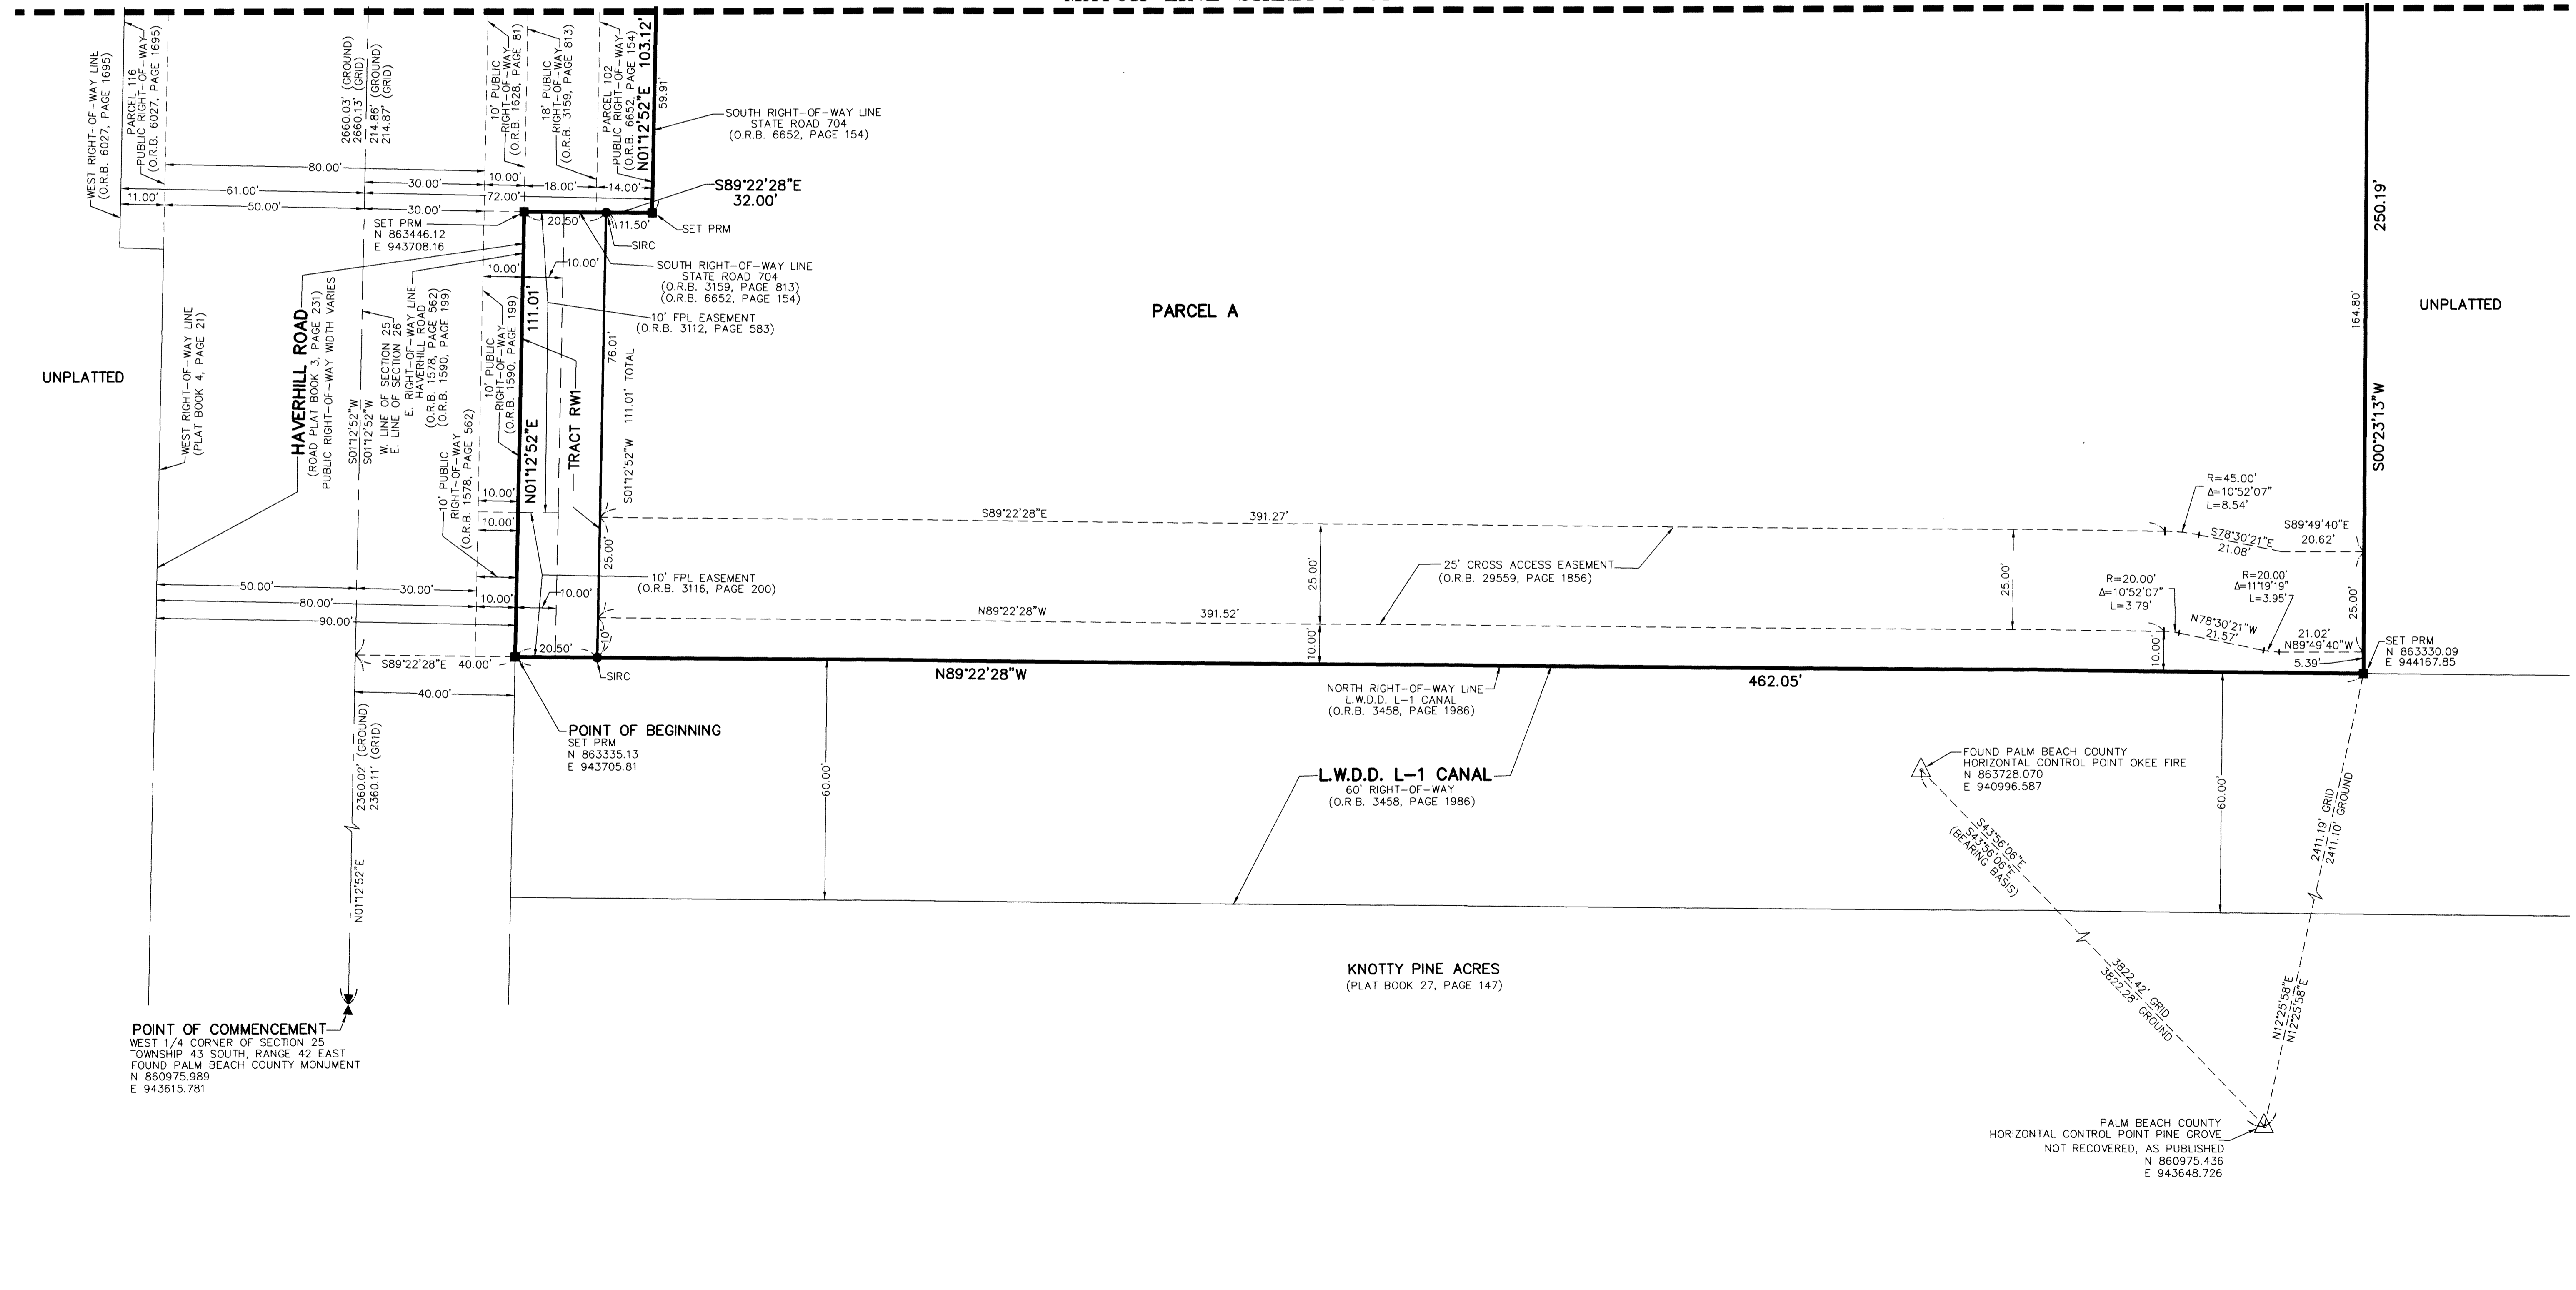 WEST RIGHT-OF-WAY LINE
(O.R.B. 6027, PAGE 1695)
PARCEL 116
PUBLIC RIGHT-OF-WAY
(O.R.B. 6027, PAGE 1695)
2660.03' (GROUND)
2660.13' (GRID)
214.86' (GROUND)
214.87' (GRID)
10' PUBLIC
RIGHT-OF-WAY
(O.R.B. 1628, PAGE 81)
18' PUBLIC
RIGHT-OF-WAY
(O.R.B. 3159, PAGE 813)
PARCEL 102
PUBLIC RIGHT-OF-WAY
(O.R.B. 6652, PAGE 154)
N01°12'52"E 103.12'
59.91'
SOUTH RIGHT-OF-WAY LINE
STATE ROAD 704
(O.R.B. 6652, PAGE 154)
80.00'
30.00'
10.00'
18.00'
14.00'
61.00'
72.00'
11.00'
50.00'
30.00'
S89°22'28"E
32.00'
SET PRM
N 863446.12
E 943708.16
20.50'
11.50'
SET PRM
SIRC
SOUTH RIGHT-OF-WAY LINE
STATE ROAD 704
(O.R.B. 3159, PAGE 813)
(O.R.B. 6652, PAGE 154)
10.00'
10.00'
10' FPL EASEMENT
(O.R.B. 3112, PAGE 583)
PARCEL A
250.19'
164.80'
UNPLATTED
S00°23'13"W
UNPLATTED
WEST RIGHT-OF-WAY LINE
(PLAT BOOK 4, PAGE 21)
HAVERHILL ROAD
(ROAD PLAT BOOK 3, PAGE 231)
PUBLIC RIGHT-OF-WAY WIDTH VARIES
S01°12'52"W
S01°12'52"W
W. LINE OF SECTION 25
E. LINE OF SECTION 26
E. RIGHT-OF-WAY LINE
HAVERHILL ROAD
(O.R.B. 1578, PAGE 562)
(O.R.B. 1590, PAGE 199)
10' PUBLIC
RIGHT-OF-WAY
(O.R.B. 1578, PAGE 562)
10' PUBLIC
RIGHT-OF-WAY
(O.R.B. 1590, PAGE 199)
111.01'
N01°12'52"E
TRACT RW1
76.01'
S01°12'52"W 111.01' TOTAL
10.00'
10.00'
25.00'
S89°22'28"E
391.27'
R=45.00'
Δ=10°52'07"
L=8.54'
S78°30'21"E
21.08'
S89°49'40"E
20.62'
25.00'
25' CROSS ACCESS EASEMENT
(O.R.B. 29559, PAGE 1856)
25.00'
R=20.00'
Δ=10°52'07"
L=3.79'
R=20.00'
Δ=11°19'19"
L=3.95'
25.00'
10' FPL EASEMENT
(O.R.B. 3116, PAGE 200)
10.00'
50.00'
30.00'
80.00'
10.00'
90.00'
N89°22'28"W
391.52'
10.00'
10'
N78°30'21"W
21.57'
21.02'
N89°49'40"W
5.39'
10.00'
SET PRM
N 863330.09
E 944167.85
S89°22'28"E 40.00'
20.50'
SIRC
40.00'
N89°22'28"W
462.05'
NORTH RIGHT-OF-WAY LINE
L.W.D.D. L-1 CANAL
(O.R.B. 3458, PAGE 1986)
POINT OF BEGINNING
SET PRM
N 863335.13
E 943705.81
2360.02' (GROUND)
2360.11' (GRID)
60.00'
L.W.D.D. L-1 CANAL
60' RIGHT-OF-WAY
(O.R.B. 3458, PAGE 1986)
FOUND PALM BEACH COUNTY
HORIZONTAL CONTROL POINT OKEE FIRE
N 863728.070
E 940996.587
60.00'
2411.19' GRID
2411.10' GROUND
S43°56'06"E
S43°56'06"E
(BEARING BASIS)
N01°12'52"E
KNOTTY PINE ACRES
(PLAT BOOK 27, PAGE 147)
3822.42' GRID
3822.28' GROUND
N12°25'58"E
N12°25'58"E
POINT OF COMMENCEMENT
WEST 1/4 CORNER OF SECTION 25
TOWNSHIP 43 SOUTH, RANGE 42 EAST
FOUND PALM BEACH COUNTY MONUMENT
N 860975.989
E 943615.781
PALM BEACH COUNTY
HORIZONTAL CONTROL POINT PINE GROVE
NOT RECOVERED, AS PUBLISHED
N 860975.436
E 943648.726